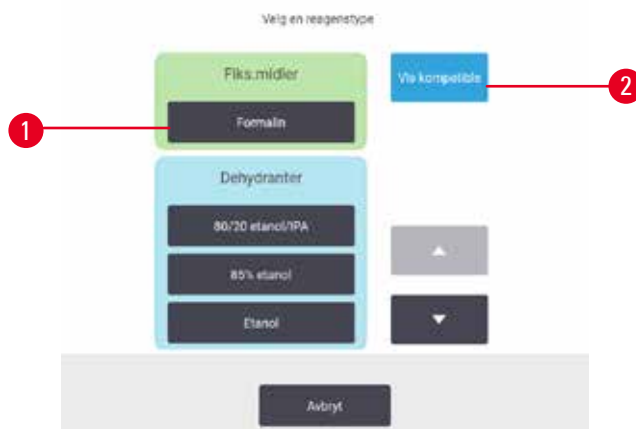 Velg en reagenstype
Fiks.midler
Vis kompatible
Formalin
1
2
Dehydranter
80/20 etanol/IPA
85% etanol
Etanol
Avbryt